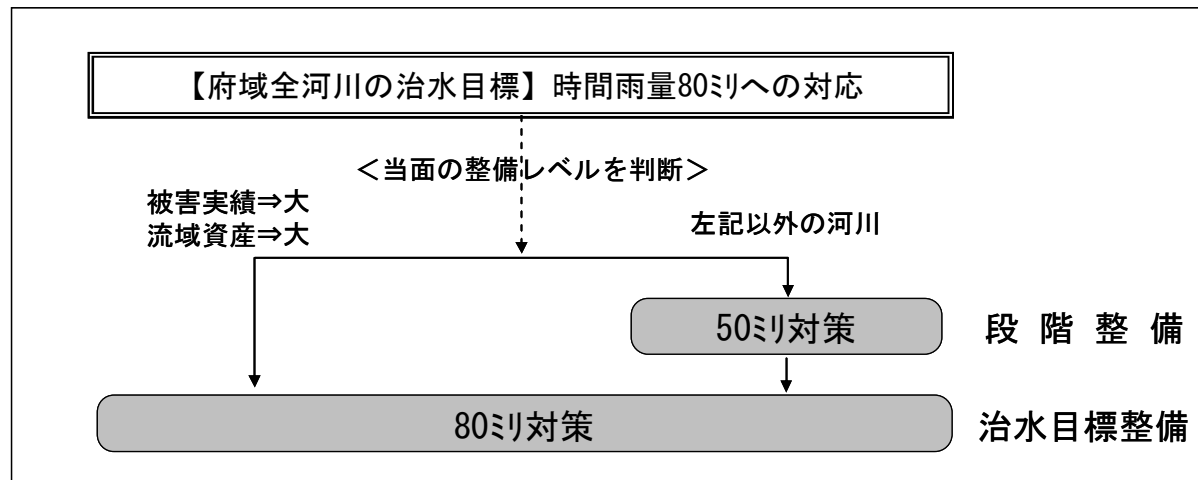 【府域全河川の治水目標】時間雨量80ミリへの対応
＜当面の整備レベルを判断＞
被害実績⇒大
流域資産⇒大
左記以外の河川
50ミリ対策
段 階 整 備
80ミリ対策
治水目標整備